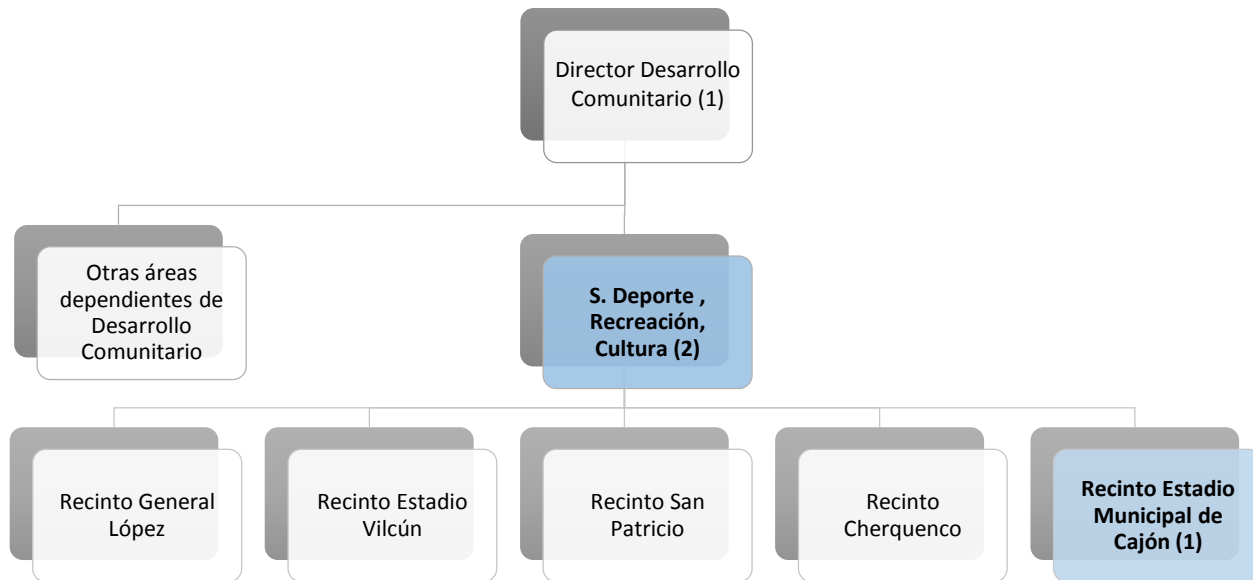 Director Desarrollo
Comunitario (1)
Otras áreas
dependientes de
Desarrollo
Comunitario
S. Deporte ,
Recreación,
Cultura (2)
Recinto General
López
Recinto Estadio
Vilcún
Recinto San
Patricio
Recinto
Cherquenco
Recinto Estadio
Municipal de
Cajón (1)